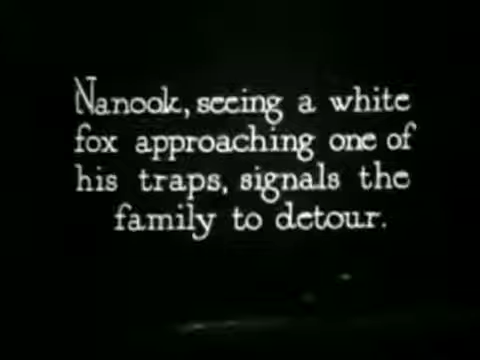 Nanook, seeing a white
fox approaching one of
his traps, signals the
family to detour.